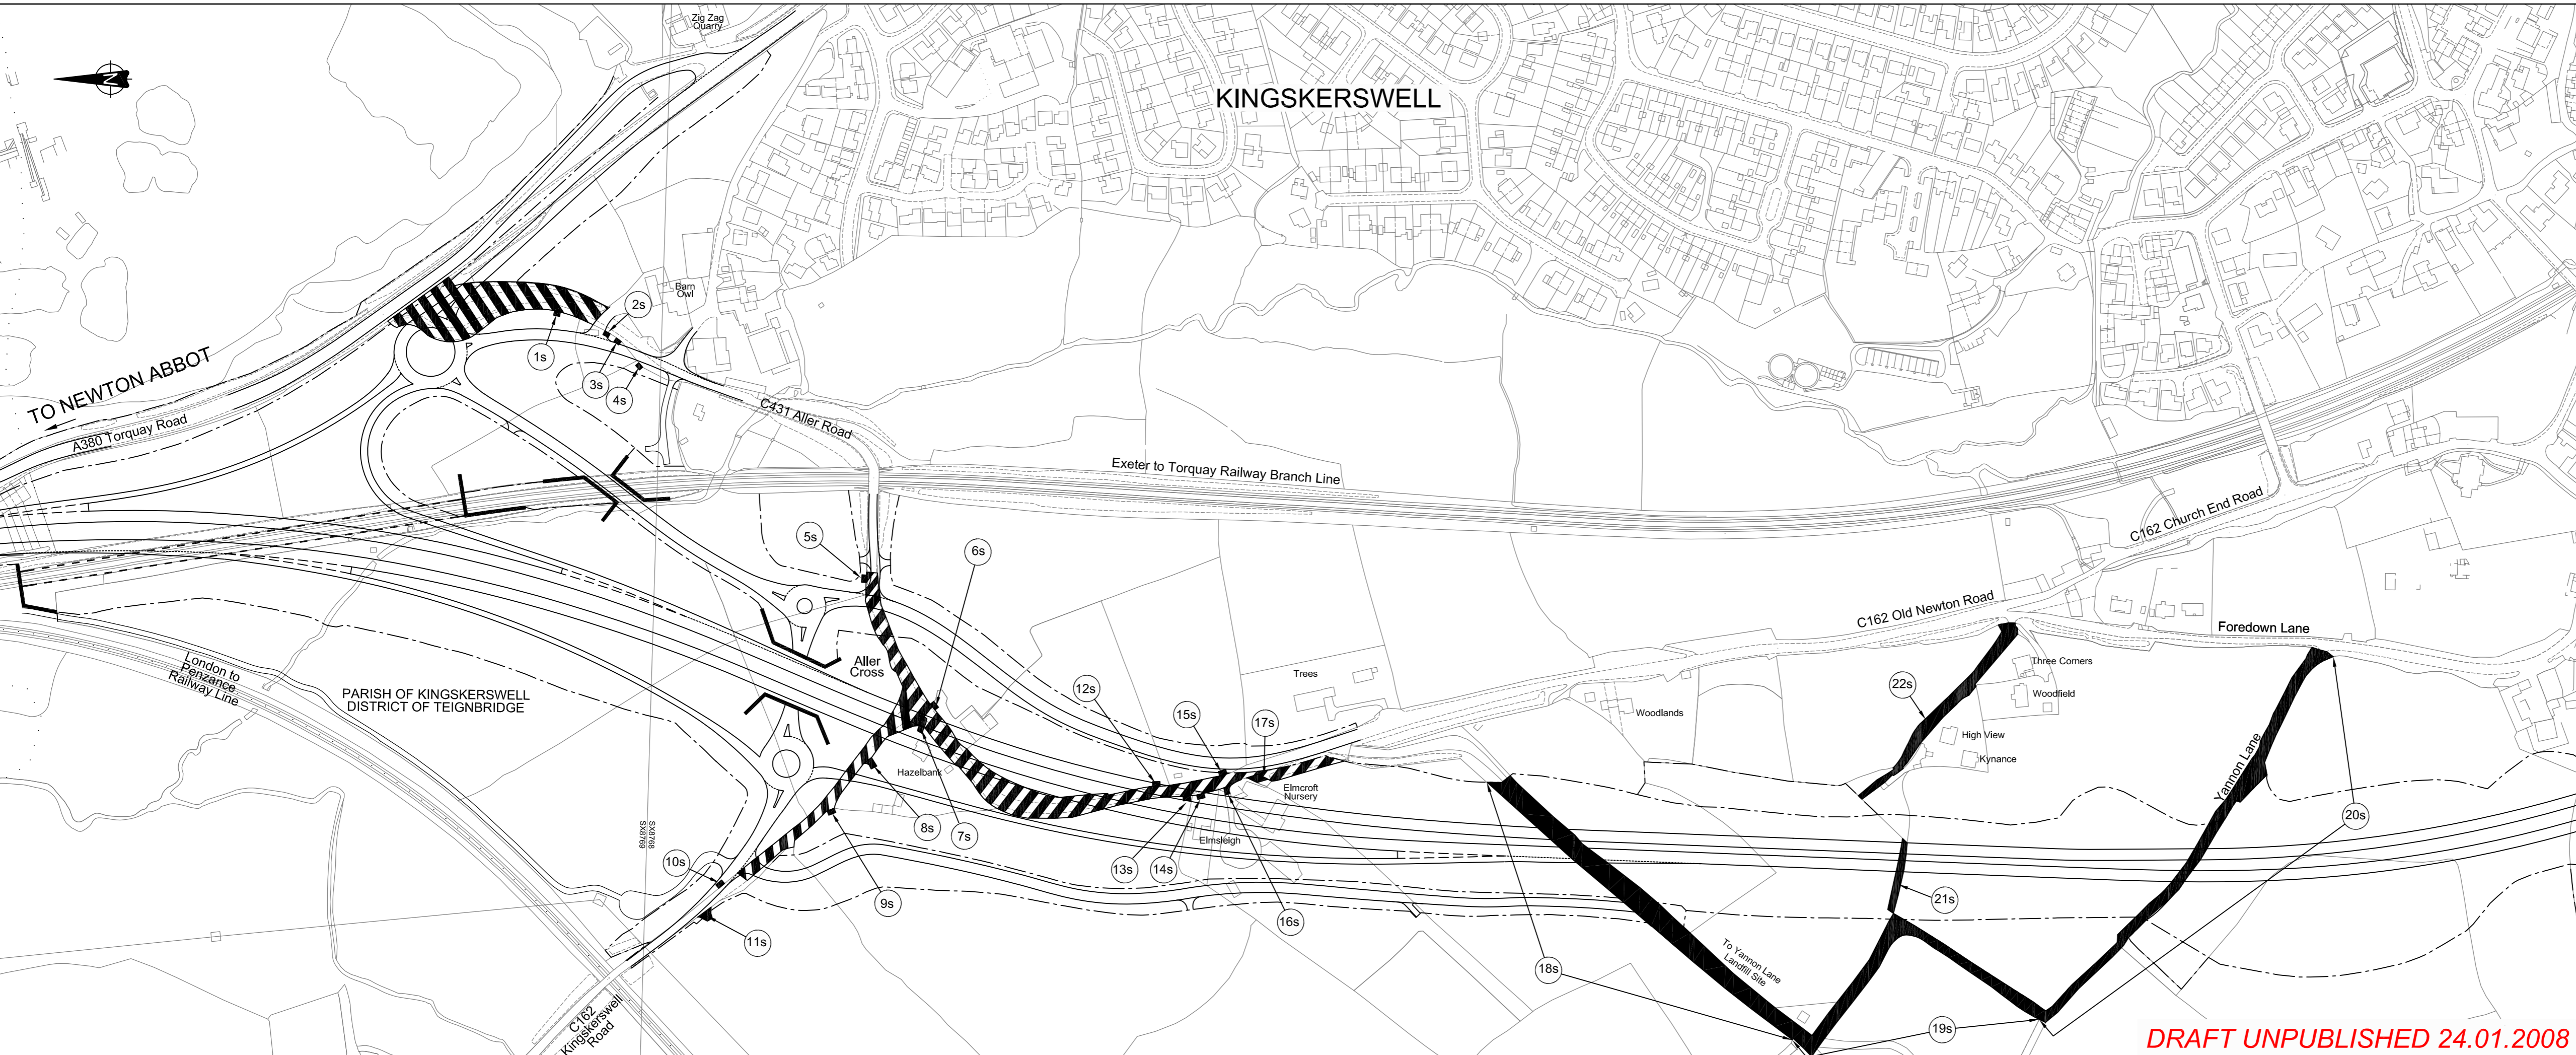 Zig Zag
Quarry
N
KINGSKERSWELL
Barn
Owl
2s
1s
3s
4s
TO NEWTON ABBOT
A380 Torquay Road
C431 Aller Road
Exeter to Torquay Railway Branch Line
C162 Church End Road
5s
6s
C162 Old Newton Road
Foredown Lane
London to
Penzance
Railway Line
PARISH OF KINGSKERSWELL
DISTRICT OF TEIGNBRIDGE
Aller
Cross
Trees
Three Corners
Woodfield
12s
15s
17s
22s
Woodlands
High View
Kynance
Yannon Lane
Hazelbank
Elmcroft
Nursery
Elmsleigh
SX8768
SX8769
8s
7s
13s
14s
20s
10s
9s
16s
21s
11s
18s
To Yannon Lane
Landfill Site
19s
C162
Kingskerswell
Road
DRAFT UNPUBLISHED 24.01.2008